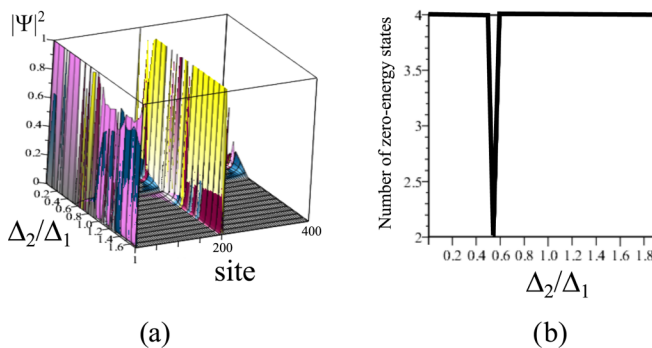 |Ψ|²
1
0.8
0.6
0.4
0.2
0
0.2
0.4
0.6
0.8
1.0
1.2
1.4
1.6
Δ₂/Δ₁
1
200
400
site
(a)
Number of zero-energy states
4
3.5
3
2.5
2
0.2 0.4 0.6 0.8 1.0 1.2 1.4 1.6 1.8
Δ₂/Δ₁
(b)